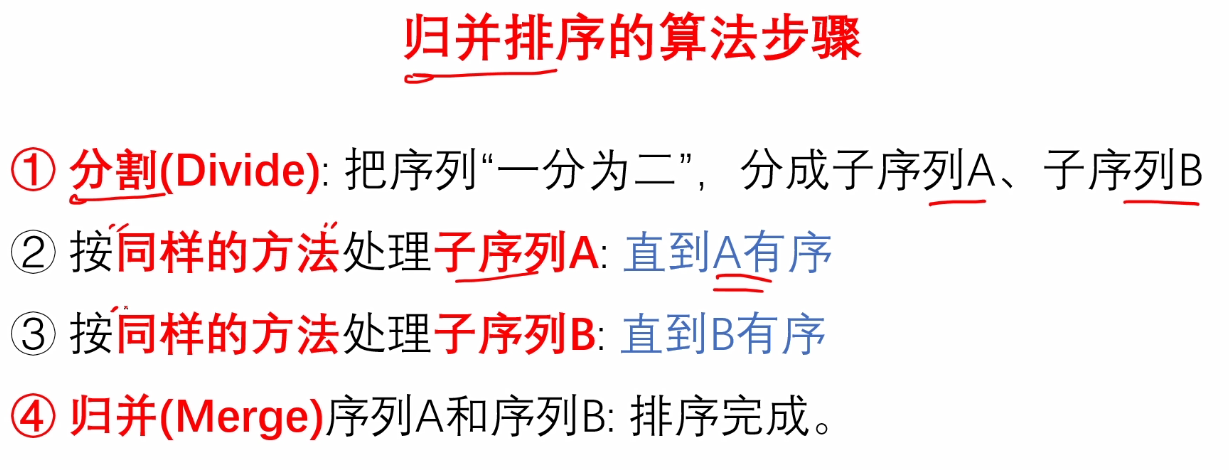 归并排序的算法步骤
① 分割(Divide): 把序列“一分为二”, 分成子序列A、子序列B
② 按同样的方法处理子序列A: 直到A有序
③ 按同样的方法处理子序列B: 直到B有序
④ 归并(Merge)序列A和序列B: 排序完成。